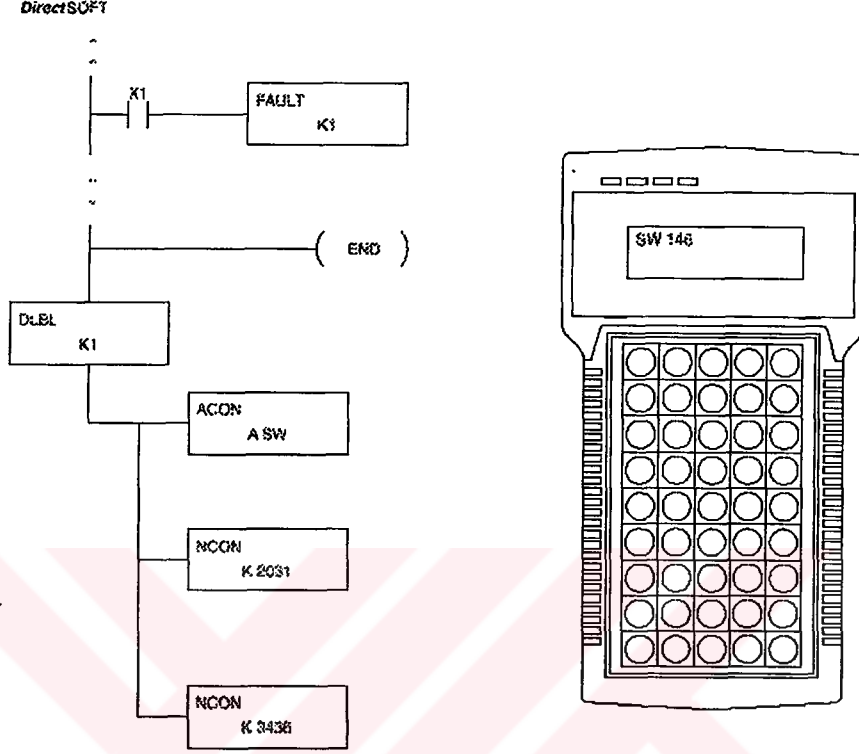 DirectSOFT
X1
FAULT
K1
END
DLBL
K1
ACON
A SW
NCON
K 2031
NCON
K 3436
SW 146